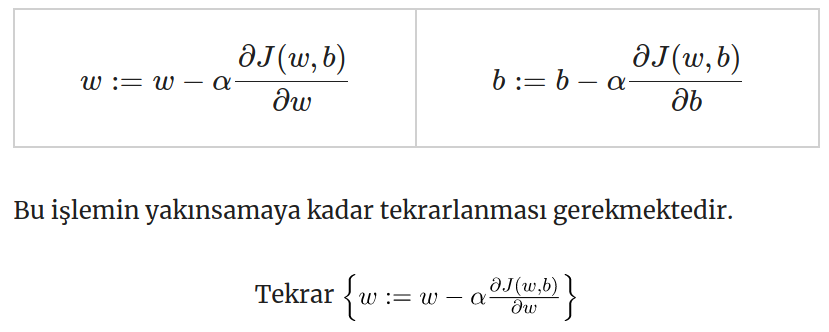 w := w − α ∂J(w, b)/∂w b := b − α ∂J(w, b)/∂b
Bu işlemin yakınsamaya kadar tekrarlanması gerekmektedir.
Tekrar {w := w − α ∂J(w,b)/∂w}